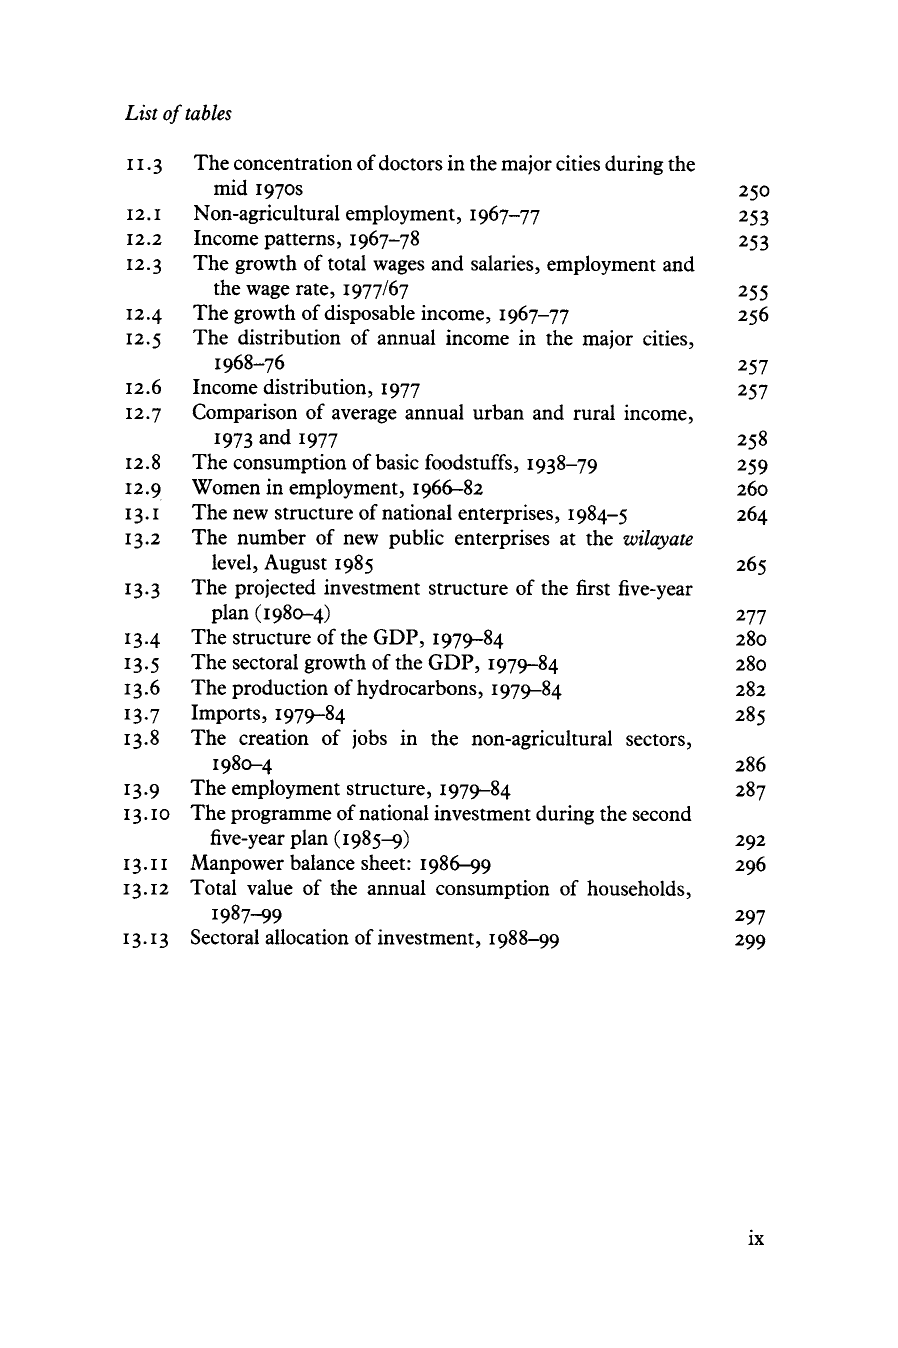 List of tables
11.3 The concentration of doctors in the major cities during the
mid 1970s 250
12.1 Non-agricultural employment, 1967–77 253
12.2 Income patterns, 1967–78 253
12.3 The growth of total wages and salaries, employment and
the wage rate, 1977/67 255
12.4 The growth of disposable income, 1967–77 256
12.5 The distribution of annual income in the major cities,
1968–76 257
12.6 Income distribution, 1977 257
12.7 Comparison of average annual urban and rural income,
1973 and 1977 258
12.8 The consumption of basic foodstuffs, 1938–79 259
12.9 Women in employment, 1966–82 260
13.1 The new structure of national enterprises, 1984–5 264
13.2 The number of new public enterprises at the wilayate
level, August 1985 265
13.3 The projected investment structure of the first five-year
plan (1980–4) 277
13.4 The structure of the GDP, 1979–84 280
13.5 The sectoral growth of the GDP, 1979–84 280
13.6 The production of hydrocarbons, 1979–84 282
13.7 Imports, 1979–84 285
13.8 The creation of jobs in the non-agricultural sectors,
1980–4 286
13.9 The employment structure, 1979–84 287
13.10 The programme of national investment during the second
five-year plan (1985–9) 292
13.11 Manpower balance sheet: 1986–99 296
13.12 Total value of the annual consumption of households,
1987–99 297
13.13 Sectoral allocation of investment, 1988–99 299
ix